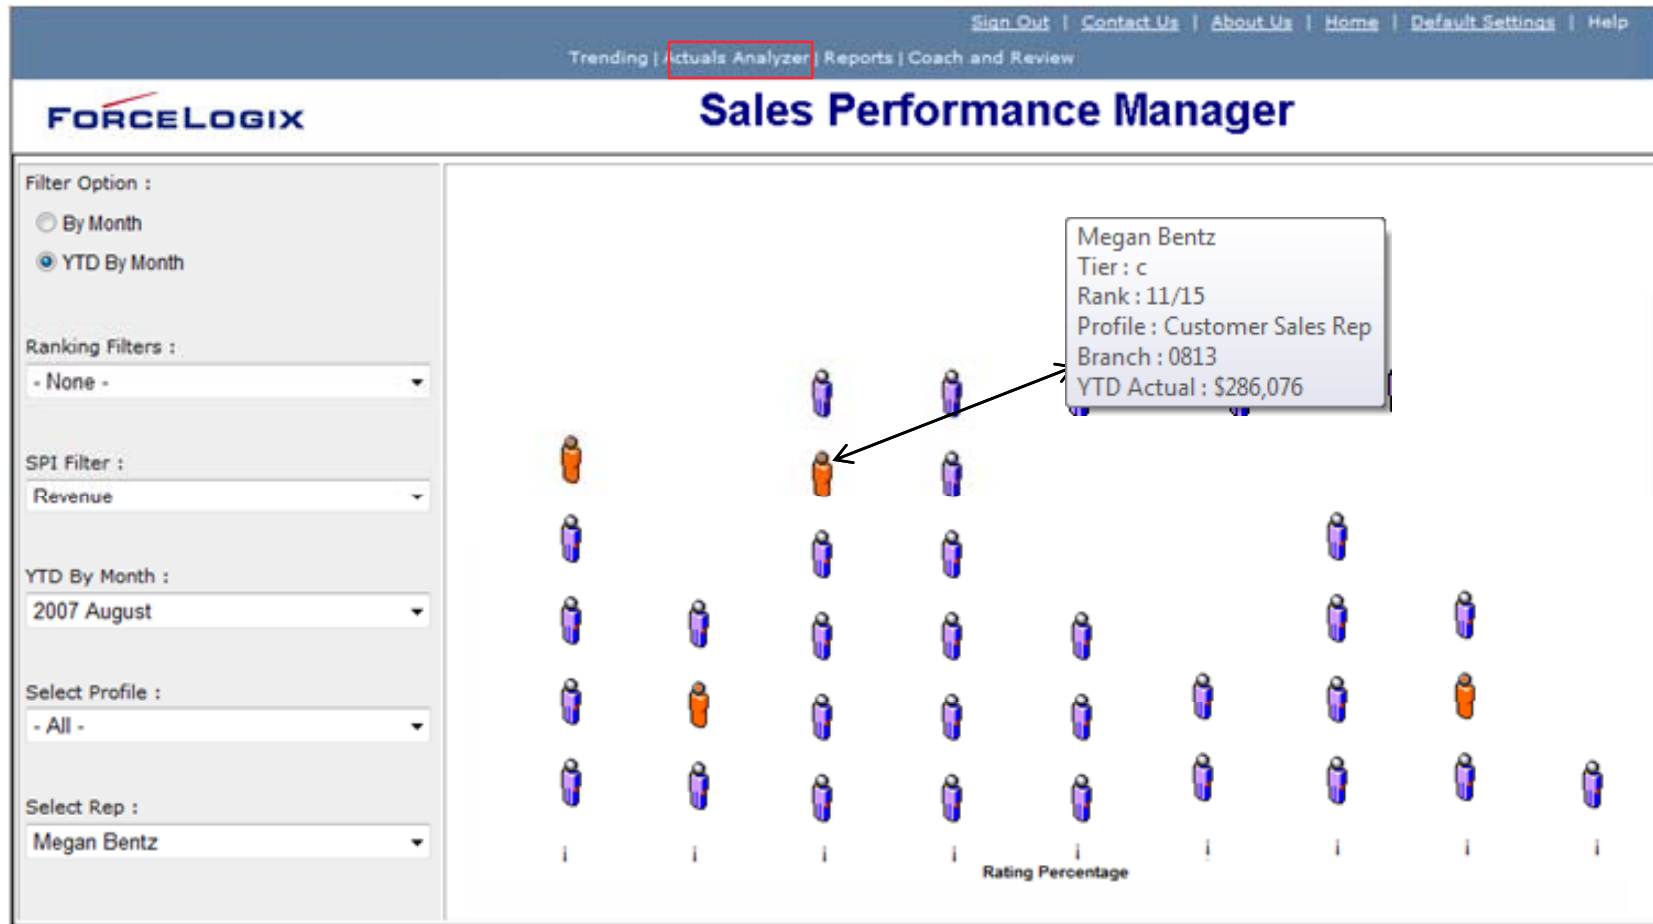 Sign Out | Contact Us | About Us | Home | Default Settings | Help
Trending | Actuals Analyzer | Reports | Coach and Review
FORCELOGIX
Sales Performance Manager
Filter Option :
By Month
YTD By Month
Ranking Filters :
- None -
SPI Filter :
Revenue
YTD By Month :
2007 August
Select Profile :
- All -
Select Rep :
Megan Bentz
Megan Bentz
Tier : c
Rank : 11/15
Profile : Customer Sales Rep
Branch : 0813
YTD Actual : $286,076
Rating Percentage